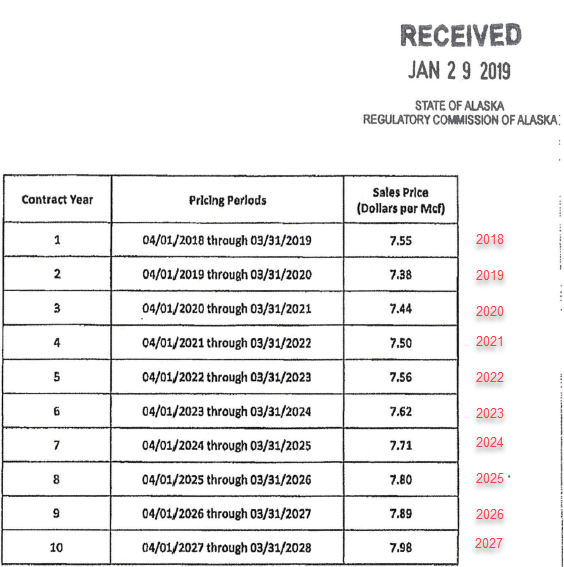 RECEIVED
JAN 29 2019
STATE OF ALASKA
REGULATORY COMMISSION OF ALASKA
Contract Year Pricing Periods Sales Price (Dollars per Mcf)
1 04/01/2018 through 03/31/2019 7.55 2018
2 04/01/2019 through 03/31/2020 7.38 2019
3 04/01/2020 through 03/31/2021 7.44 2020
4 04/01/2021 through 03/31/2022 7.50 2021
5 04/01/2022 through 03/31/2023 7.56 2022
6 04/01/2023 through 03/31/2024 7.62 2023
7 04/01/2024 through 03/31/2025 7.71 2024
8 04/01/2025 through 03/31/2026 7.80 2025
9 04/01/2026 through 03/31/2027 7.89 2026
10 04/01/2027 through 03/31/2028 7.98 2027